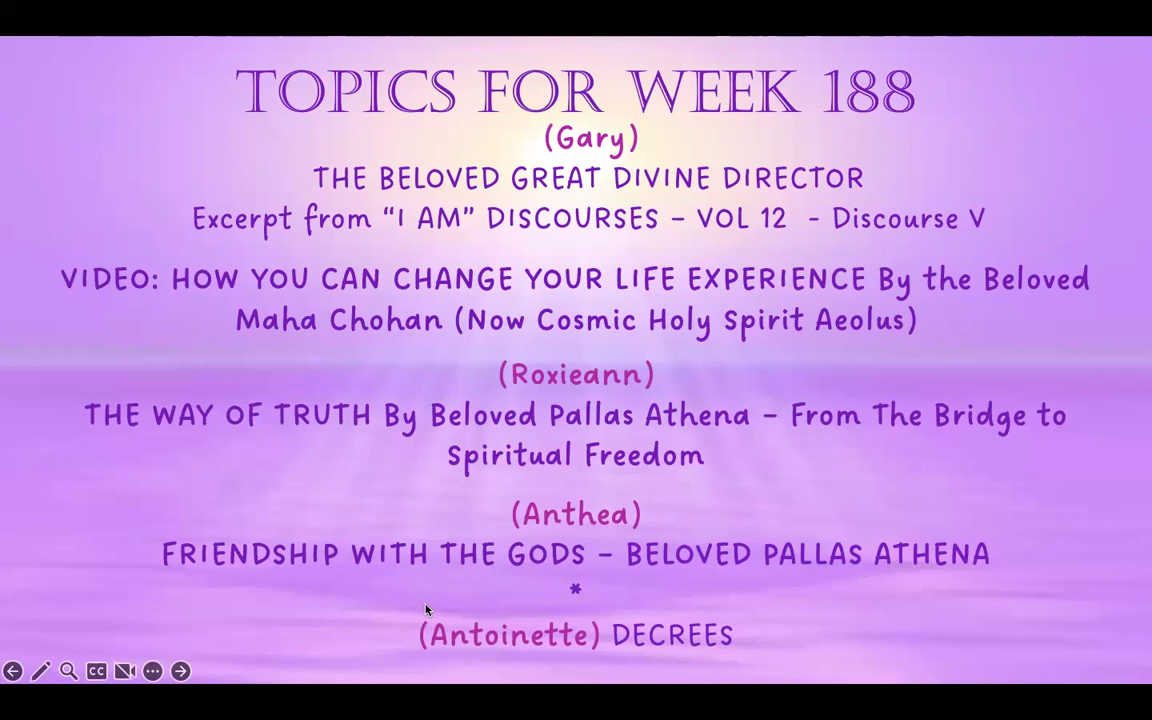 TOPICS FOR WEEK 188
(Gary)
THE BELOVED GREAT DIVINE DIRECTOR
Excerpt from “I AM” DISCOURSES – VOL 12 - Discourse V
VIDEO: HOW YOU CAN CHANGE YOUR LIFE EXPERIENCE By the Beloved
Maha Chohan (Now Cosmic Holy Spirit Aeolus)
(Roxieann)
THE WAY OF TRUTH By Beloved Pallas Athena – From The Bridge to
Spiritual Freedom
(Anthea)
FRIENDSHIP WITH THE GODS – BELOVED PALLAS ATHENA
*
(Antoinette) DECREES
CC